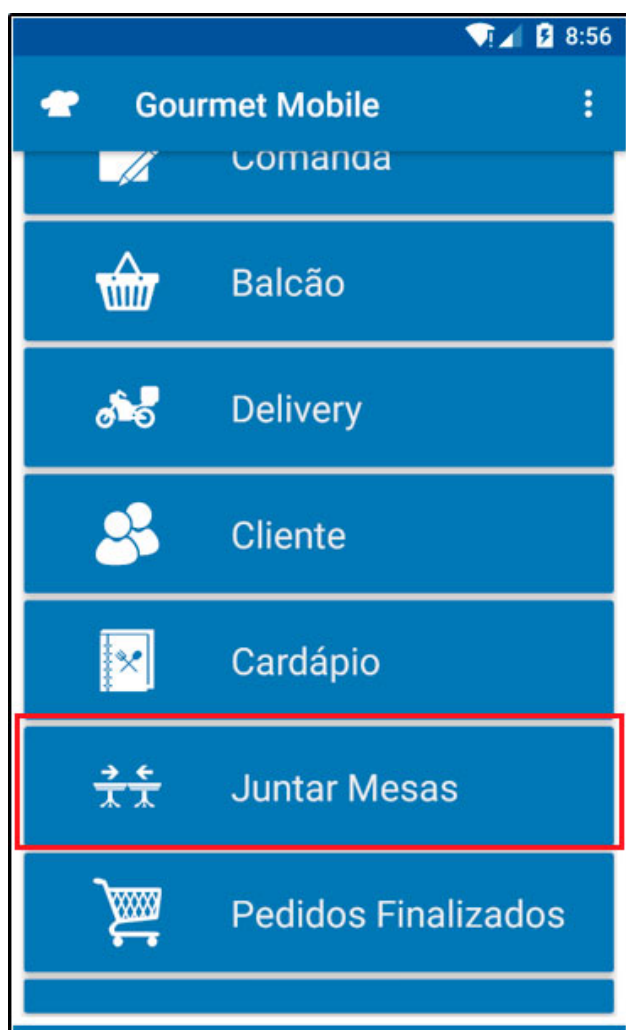 8:56
Gourmet Mobile
Comanda
Balcão
Delivery
Cliente
Cardápio
Juntar Mesas
Pedidos Finalizados